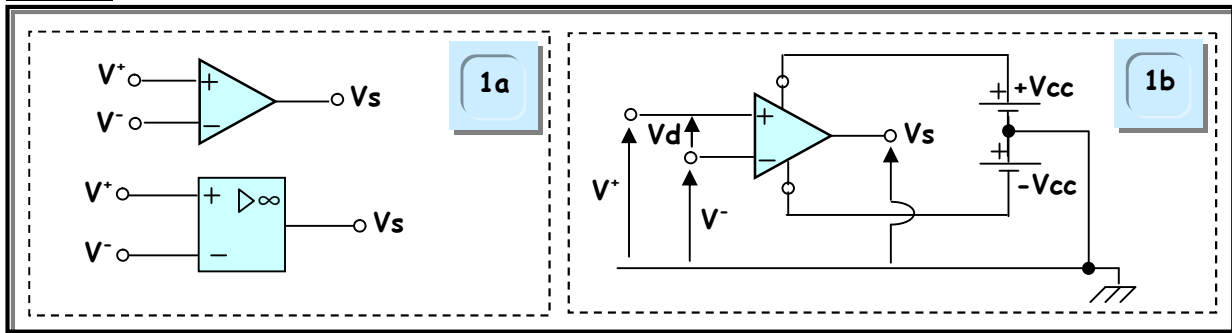 1a
V⁺
+
Vs
V⁻
−
V⁺
+
▷∞
Vs
V⁻
−
1b
+
+Vcc
+
Vd
Vs
−
+
-Vcc
V⁺
V⁻